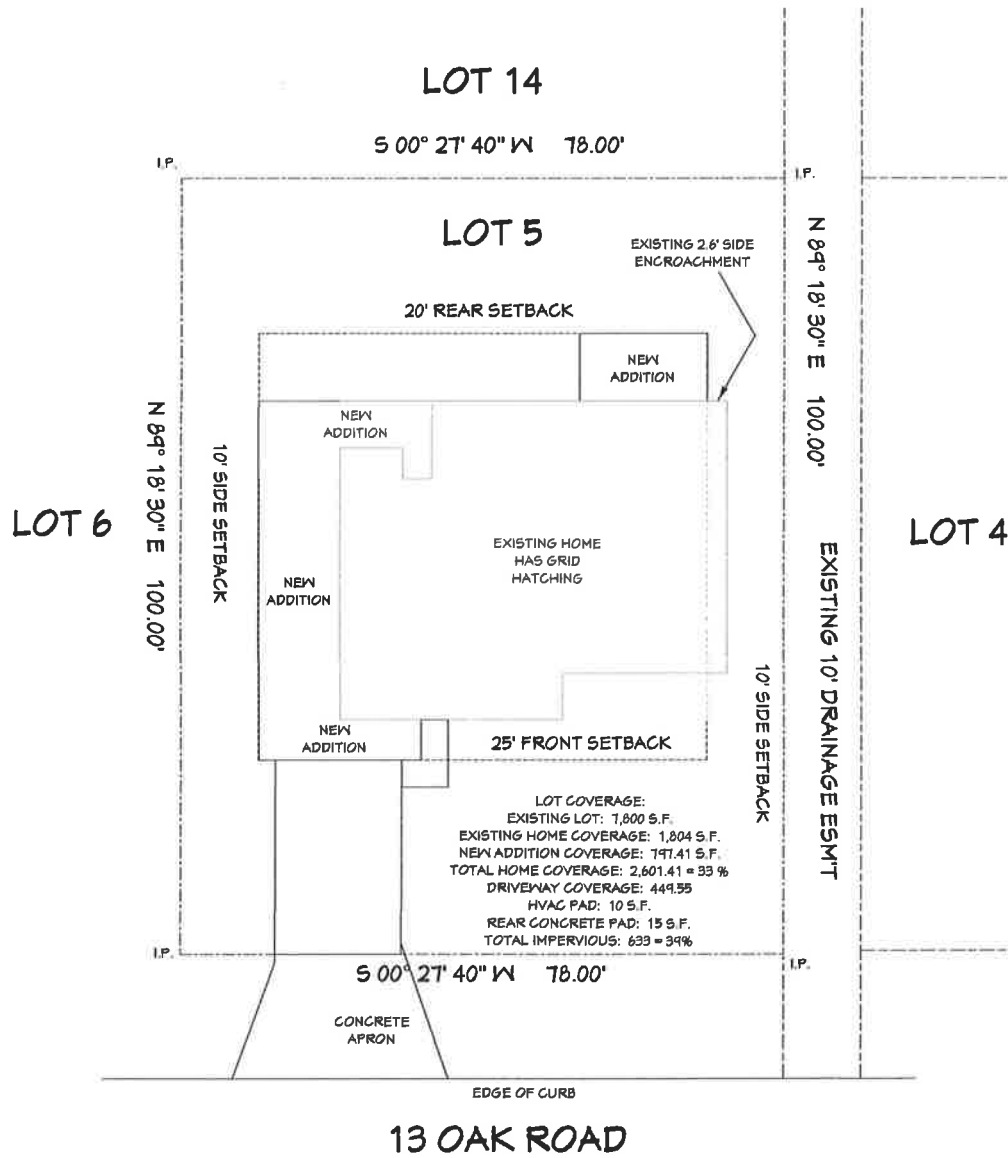 LOT 14
S 00° 27' 40" W 78.00'
I.P.
I.P.
LOT 5
EXISTING 2.6' SIDE
ENCROACHMENT
N 89° 18' 30" E 100.00'
20' REAR SETBACK
NEW
ADDITION
NEW
ADDITION
N 89° 18' 30" E 100.00'
10' SIDE SETBACK
LOT 6
LOT 4
EXISTING HOME
HAS GRID
HATCHING
NEW
ADDITION
EXISTING 10' DRAINAGE ESM'T
10' SIDE SETBACK
NEW
ADDITION
25' FRONT SETBACK
LOT COVERAGE:
EXISTING LOT: 7,800 S.F.
EXISTING HOME COVERAGE: 1,804 S.F.
NEW ADDITION COVERAGE: 797.41 S.F.
TOTAL HOME COVERAGE: 2,601.41 = 33 %
DRIVEWAY COVERAGE: 449.55
HVAC PAD: 10 S.F.
REAR CONCRETE PAD: 15 S.F.
TOTAL IMPERVIOUS: 633 = 39%
I.P.
I.P.
S 00° 27' 40" W 78.00'
CONCRETE
APRON
EDGE OF CURB
13 OAK ROAD